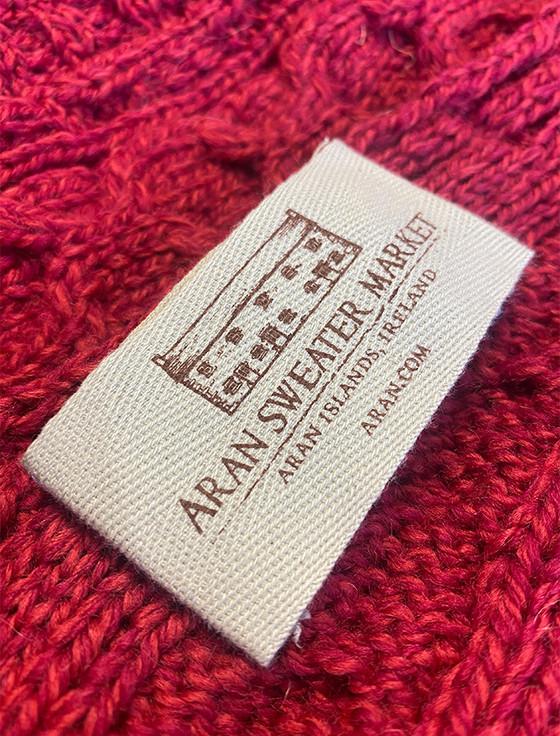 ARAN SWEATER MARKET
ARAN ISLANDS, IRELAND
ARAN.COM